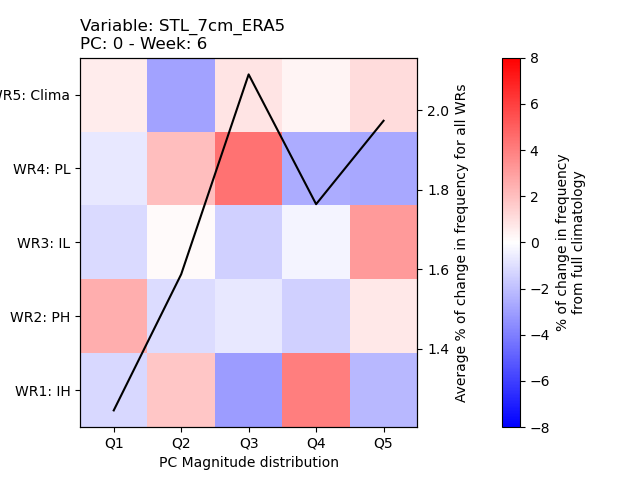 Variable: STL_7cm_ERA5
PC: 0 - Week: 6
WR5: Clima
WR4: PL
WR3: IL
WR2: PH
WR1: IH
Q1 Q2 Q3 Q4 Q5
PC Magnitude distribution
2.0
1.8
1.6
1.4
Average % of change in frequency for all WRs
8
6
4
2
0
−2
−4
−6
−8
% of change in frequency
from full climatology